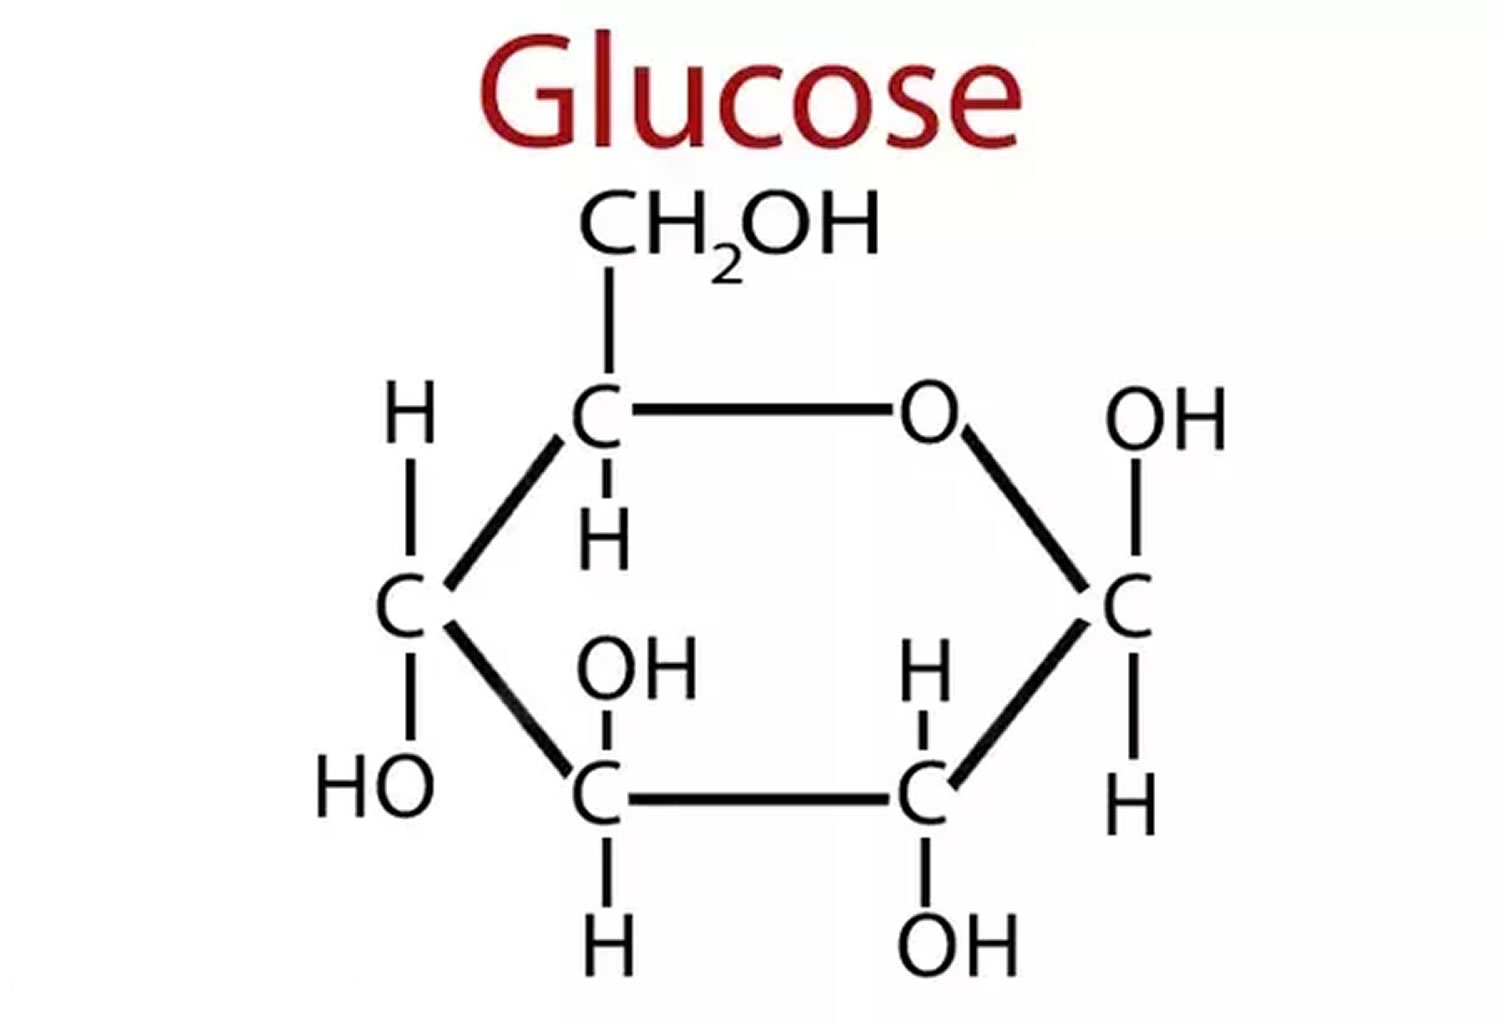 Glucose
CH₂OH
H C O OH
H
C C
OH H
HO C C H
H OH